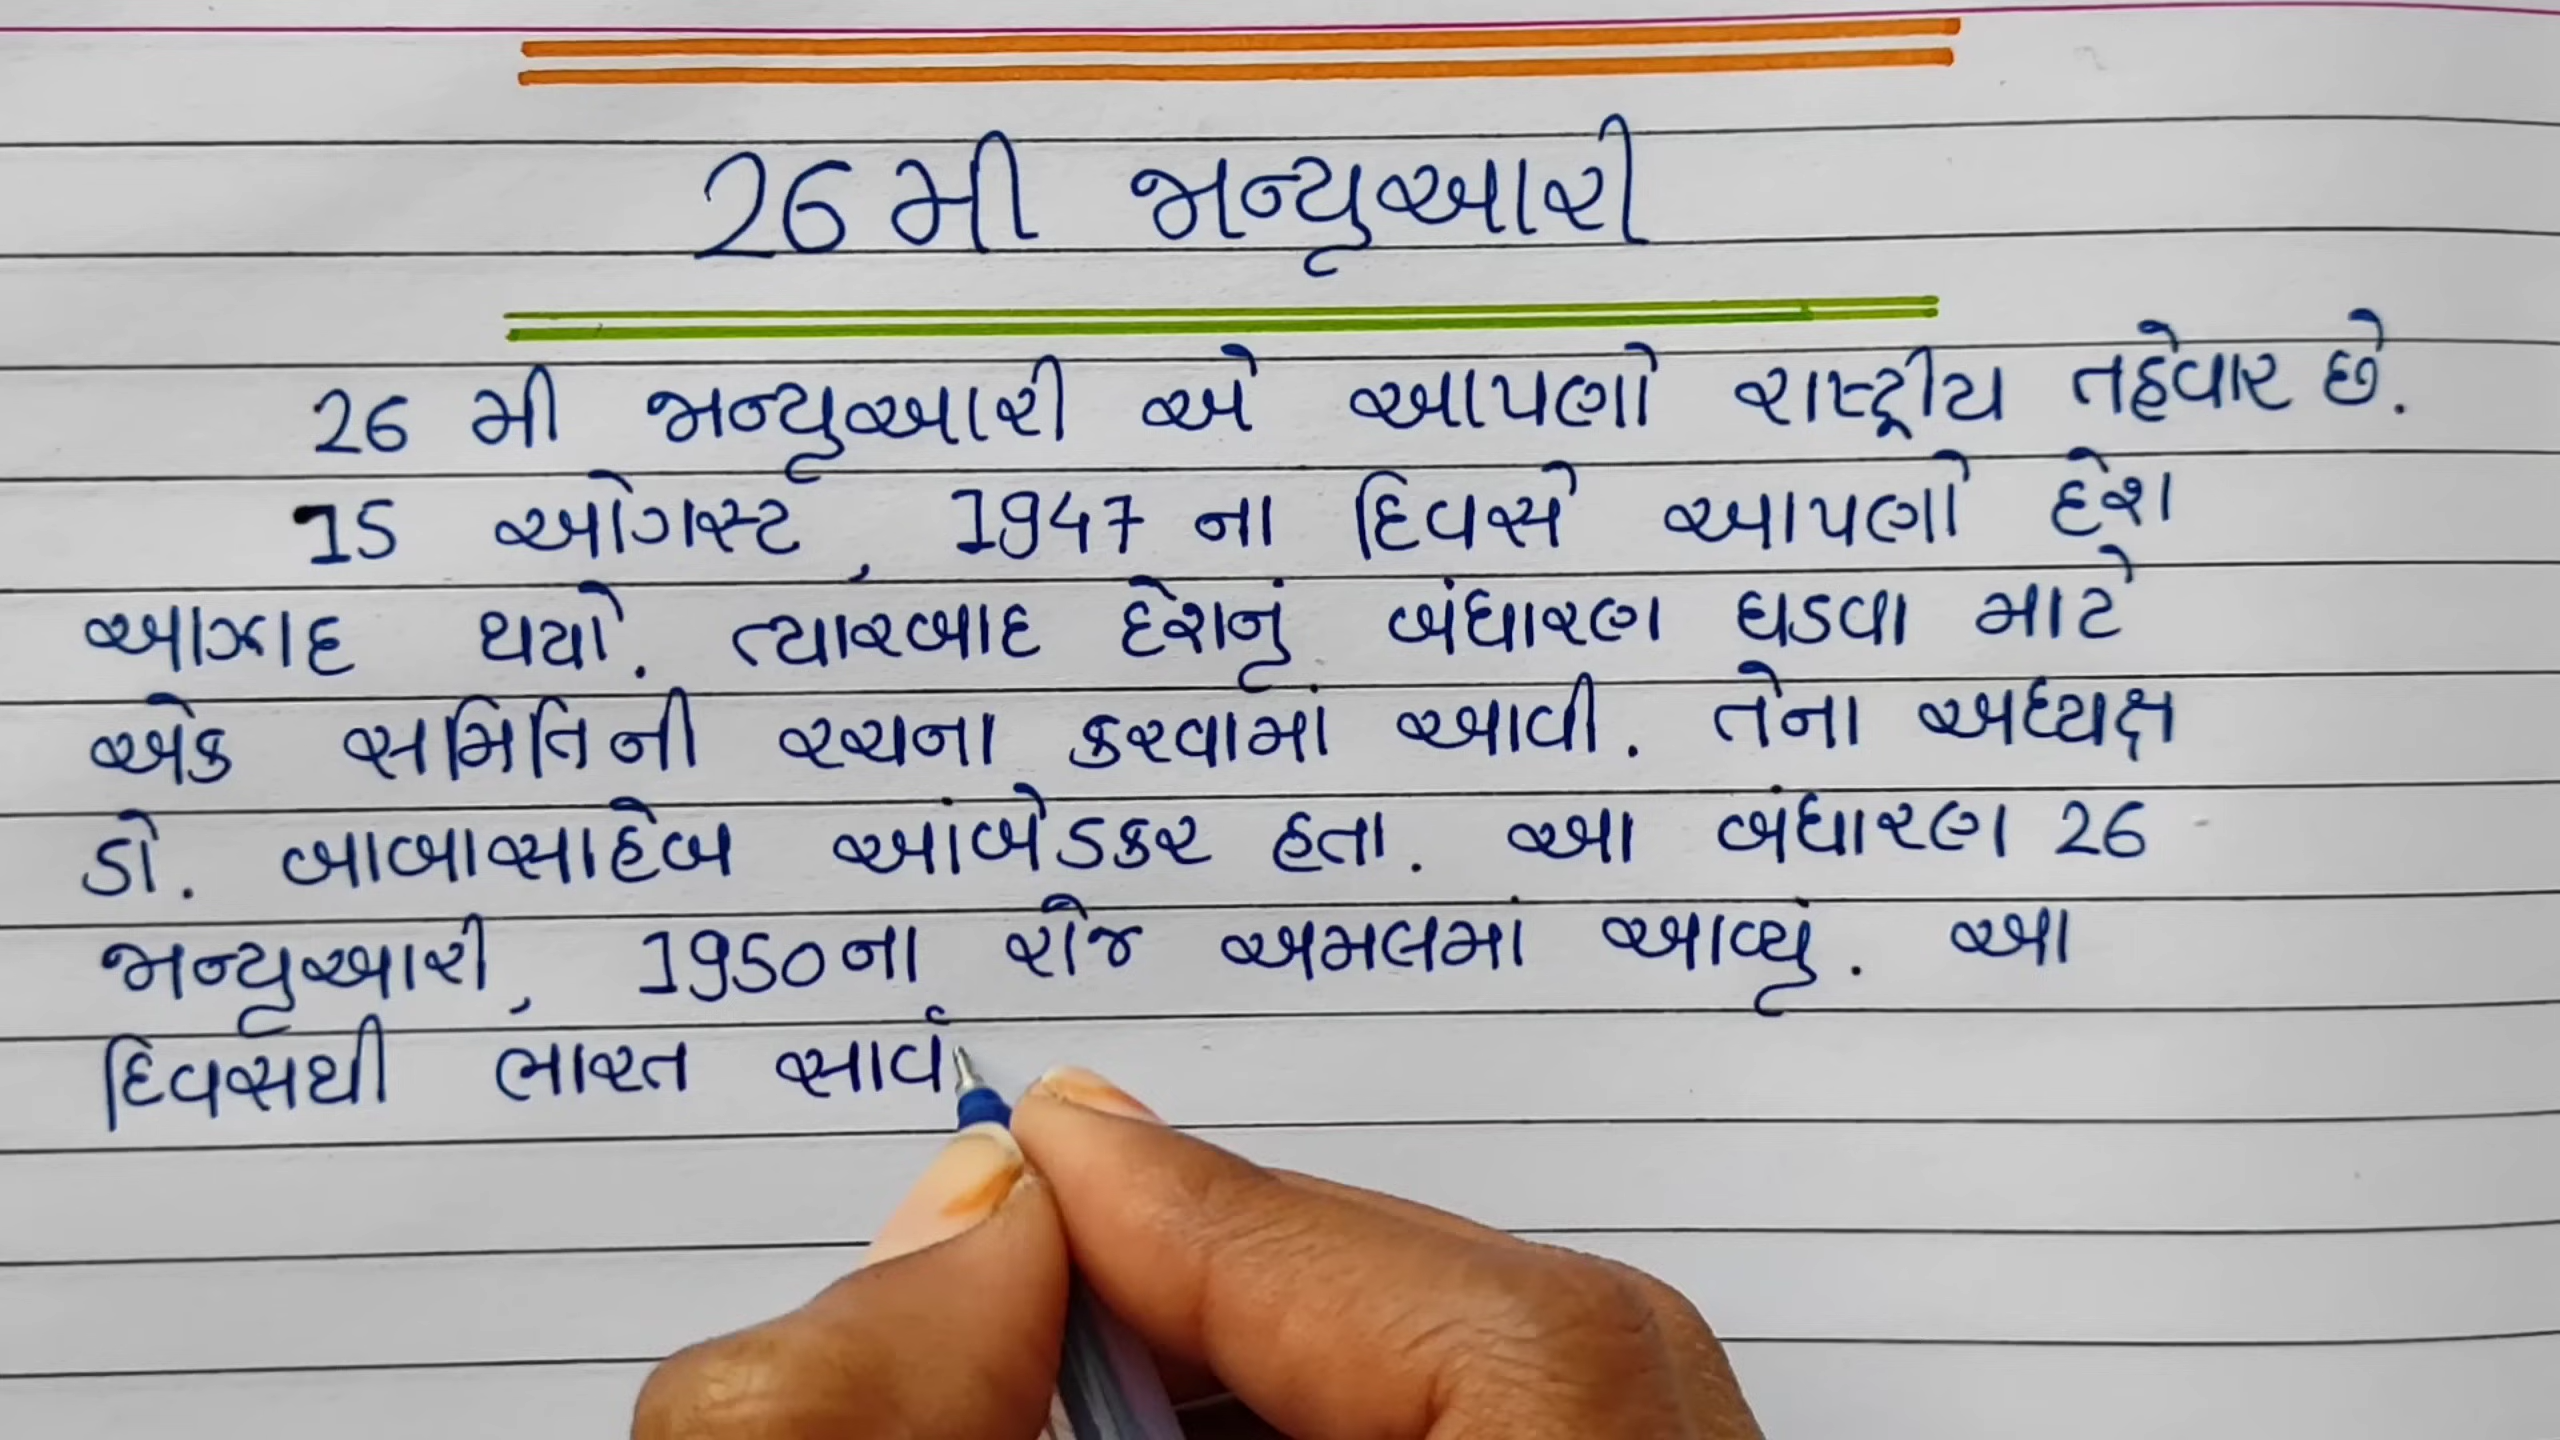 26 મી જાન્યુઆરી
26 મી જાન્યુઆરી એ આપણો રાષ્ટ્રીય તહેવાર છે.
15 ઓગસ્ટ, 1947 ના દિવસે આપણો દેશ
આઝાદ થયો. ત્યારબાદ દેશનું બંધારણ ઘડવા માટે
એક સમિતિની રચના કરવામાં આવી. તેના અધ્યક્ષ
ડો. બાબાસાહેબ આંબેડકર હતા. આ બંધારણ 26
જાન્યુઆરી, 1950ના રોજ અમલમાં આવ્યું. આ
દિવસથી ભારત સાર્વ